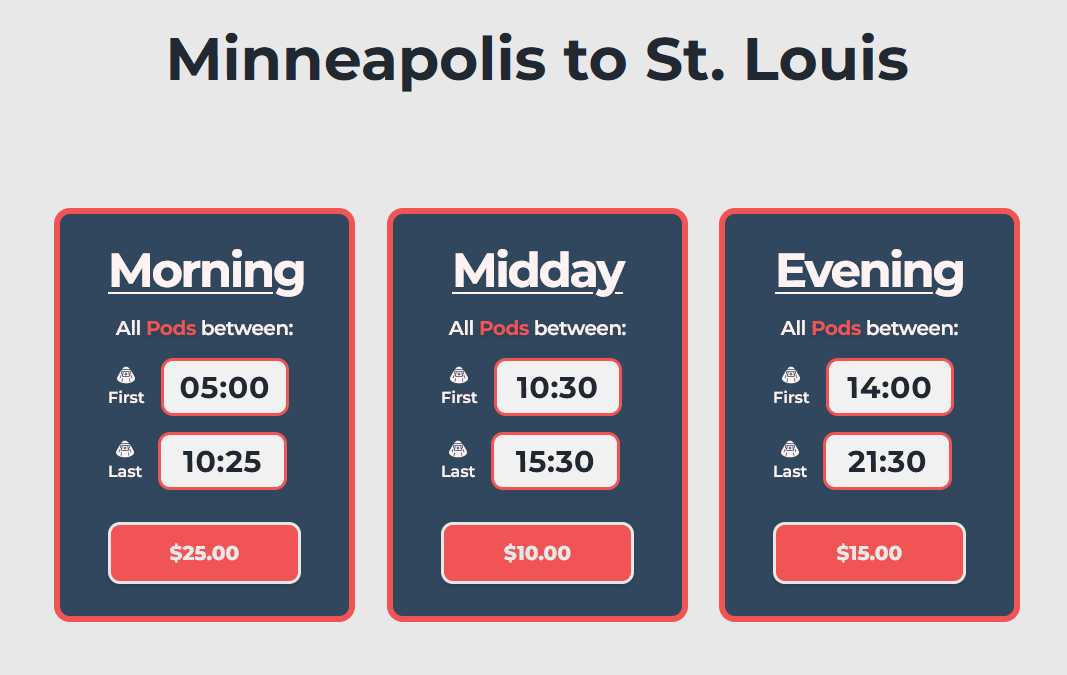 Minneapolis to St. Louis
Morning
All Pods between:
First 05:00
Last 10:25
$25.00
Midday
All Pods between:
First 10:30
Last 15:30
$10.00
Evening
All Pods between:
First 14:00
Last 21:30
$15.00